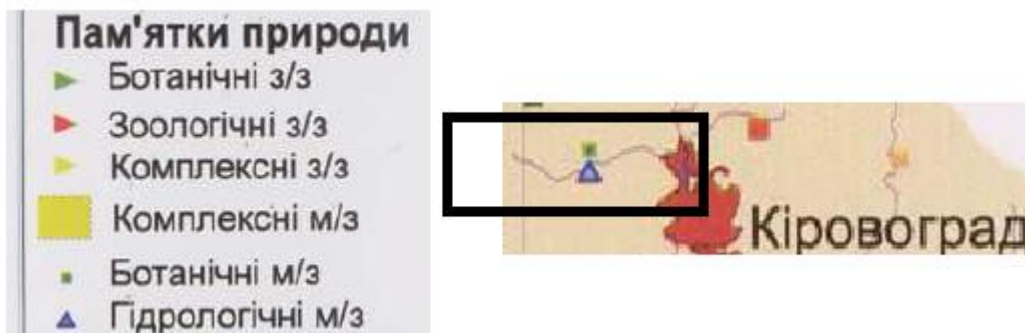 Пам'ятки природи
Ботанічні з/з
Зоологічні з/з
Комплексні з/з
Комплексні м/з
Ботанічні м/з
Гідрологічні м/з
Кіровоград